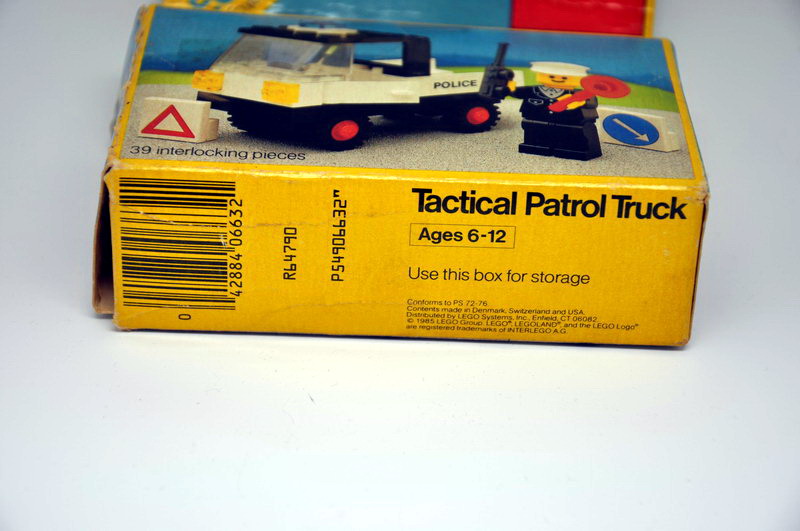 POLICE
39 interlocking pieces
42884 06632
0
R64790
P54906632"
Tactical Patrol Truck
Ages 6-12
Use this box for storage
Conforms to PS 72-76.
Contents made in Denmark, Switzerland and USA.
Distributed by LEGO Systems, Inc., Enfield, CT 06082
© 1985 LEGO Group. LEGO®, LEGOLAND®, and the LEGO Logo®
are registered trademarks of INTERLEGO A.G.